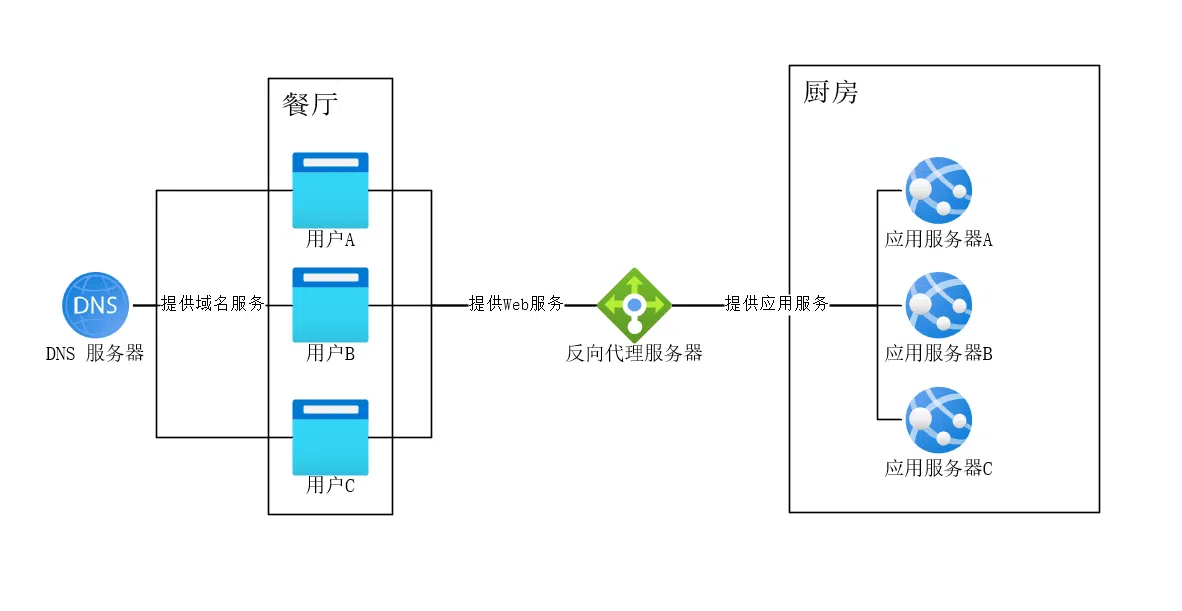 餐厅
厨房
用户A
应用服务器A
DNS
提供域名服务
提供Web服务
提供应用服务
DNS 服务器
用户B
反向代理服务器
应用服务器B
应用服务器C
用户C